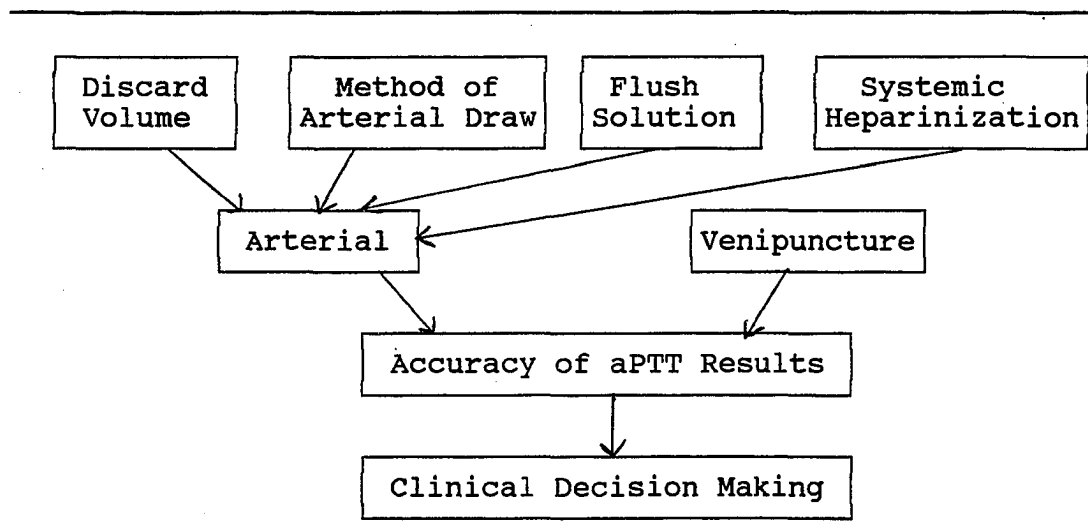 Discard
Volume
Method of
Arterial Draw
Flush
Solution
Systemic
Heparinization
Arterial
Venipuncture
Accuracy of aPTT Results
Clinical Decision Making